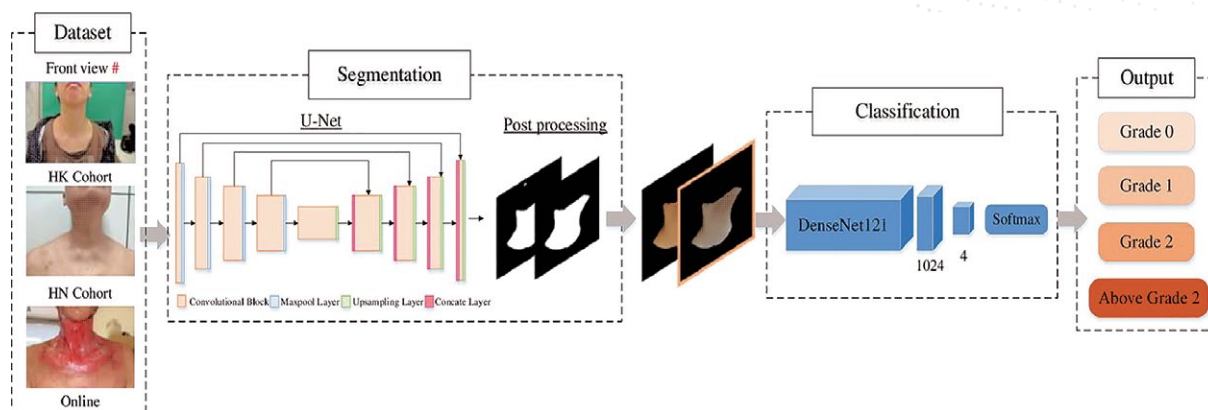 Dataset
Front view #
HK Cohort
HN Cohort
Online
Segmentation
U-Net
Post processing
Convolutional Block
Maxpool Layer
Upsampling Layer
Concate Layer
Classification
DenseNet121
1024
4
Softmax
Output
Grade 0
Grade 1
Grade 2
Above Grade 2